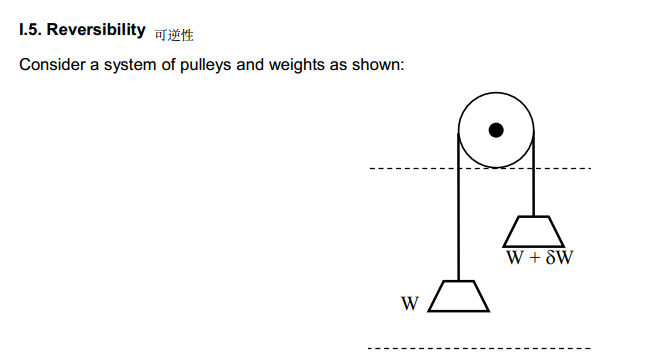 I.5. Reversibility 可逆性
Consider a system of pulleys and weights as shown:
W + δW
W